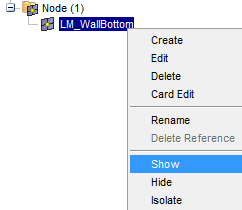 Node (1)
LM_WallBottom
Create
Edit
Delete
Card Edit
Rename
Delete Reference
Show
Hide
Isolate